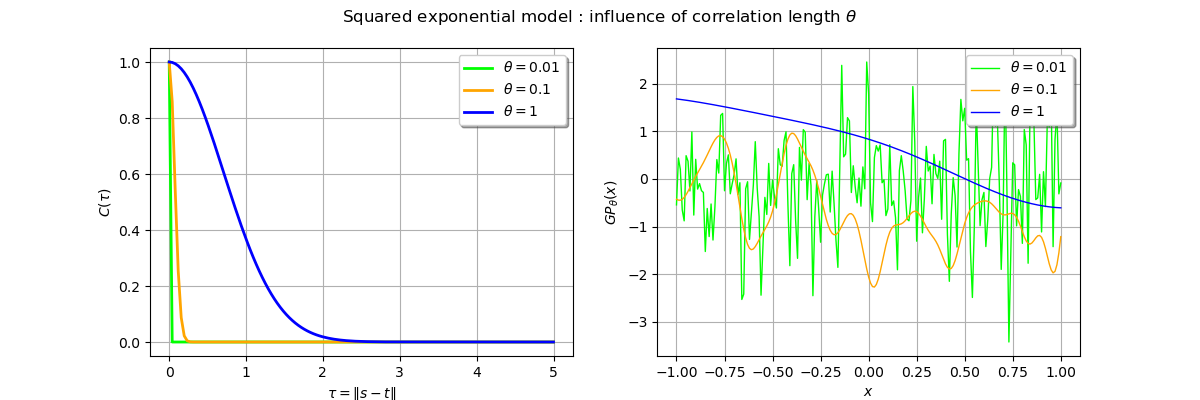 Squared exponential model : influence of correlation length θ
1.0
0.8
0.6
0.4
0.2
0.0
C(τ)
0
1
2
3
4
5
τ = ‖s − t‖
θ = 0.01
θ = 0.1
θ = 1
2
1
0
−1
−2
−3
GPθ(x)
−1.00
−0.75
−0.50
−0.25
0.00
0.25
0.50
0.75
1.00
x
θ = 0.01
θ = 0.1
θ = 1